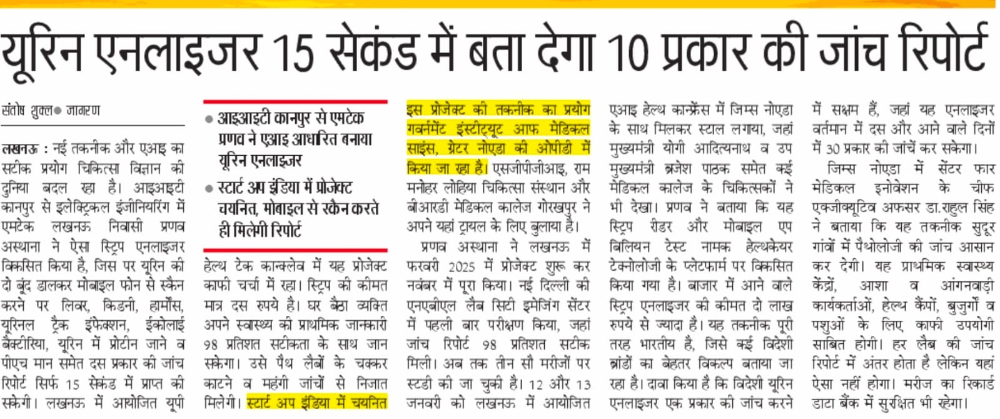 यूरिन एनलाइजर 15 सेकंड में बता देगा 10 प्रकार की जांच रिपोर्ट
संतोष शुक्ल● जागरण
लखनऊ : नई तकनीक और एआइ का
सटीक प्रयोग चिकित्सा विज्ञान की
दुनिया बदल रहा है। आइआइटी
कानपुर से इलेक्ट्रिकल इंजीनियरिंग में
एमटेक लखनऊ निवासी प्रणव
अस्थाना ने ऐसा स्ट्रिप एनलाइजर
विकसित किया है, जिस पर यूरिन की
दो बूंद डालकर मोबाइल फोन से स्कैन
करने पर लिवर, किडनी, हार्मोंस,
यूरिनल ट्रैक इंफेक्शन, ईकोलाई
बैक्टीरिया, यूरिन में प्रोटीन जाने व
पीएच मान समेत दस प्रकार की जांच
रिपोर्ट सिर्फ 15 सेकंड में प्राप्त की
सकेगी। लखनऊ में आयोजित यूपी
● आइआइटी कानपुर से एमटेक
प्रणव ने एआइ आधारित बनाया
यूरिन एनलाइजर
● स्टार्ट अप इंडिया में प्रोजेक्ट
चयनित, मोबाइल से स्कैन करते
ही मिलेगी रिपोर्ट
हेल्थ टेक कान्क्लेव में यह प्रोजेक्ट
काफी चर्चा में रहा। स्ट्रिप की कीमत
मात्र दस रुपये है। घर बैठा व्यक्ति
अपने स्वास्थ्य की प्राथमिक जानकारी
98 प्रतिशत सटीकता के साथ जान
सकेगा। उसे पैथ लैबों के चक्कर
काटने व महंगी जांचों से निजात
मिलेगी। स्टार्ट अप इंडिया में चयनित
इस प्रोजेक्ट की तकनीक का प्रयोग
गवर्नमेंट इंस्टीट्यूट आफ मेडिकल
साइंस, ग्रेटर नोएडा की ओपीडी में
किया जा रहा है। एसजीपीजीआइ, राम
मनोहर लोहिया चिकित्सा संस्थान और
बीआरडी मेडिकल कालेज गोरखपुर ने
अपने यहां ट्रायल के लिए बुलाया है।
प्रणव अस्थाना ने लखनऊ में
फरवरी 2025 में प्रोजेक्ट शुरू कर
नवंबर में पूरा किया। नई दिल्ली की
एनएबीएल लैब सिटी इमेजिंग सेंटर
में पहली बार परीक्षण किया, जहां
जांच रिपोर्ट 98 प्रतिशत सटीक
मिली। अब तक तीन सौ मरीजों पर
स्टडी की जा चुकी है। 12 और 13
जनवरी को लखनऊ में आयोजित
एआइ हेल्थ कान्फ्रेंस में जिम्स नोएडा
के साथ मिलकर स्टाल लगाया, जहां
मुख्यमंत्री योगी आदित्यनाथ व उप
मुख्यमंत्री ब्रजेश पाठक समेत कई
मेडिकल कालेज के चिकित्सकों ने
भी देखा। प्रणव ने बताया कि यह
स्ट्रिप रीडर और मोबाइल एप
बिलियन टेस्ट नामक हेल्थकेयर
टेक्नोलोजी के प्लेटफार्म पर विकसित
किया गया है। बाजार में आने वाले
स्ट्रिप एनलाइजर की कीमत दो लाख
रुपये से ज्यादा है। यह तकनीक पूरी
तरह भारतीय है, जिसे कई विदेशी
ब्रांडों का बेहतर विकल्प बताया जा
रहा है। दावा किया है कि विदेशी यूरिन
एनलाइजर एक प्रकार की जांच करने
में सक्षम हैं, जहां यह एनलाइजर
वर्तमान में दस और आने वाले दिनों
में 30 प्रकार की जांचें कर सकेगा।
जिम्स नोएडा में सेंटर फार
मेडिकल इनोवेशन के चीफ
एक्जीक्यूटिव अफसर डा.राहुल सिंह
ने बताया कि यह तकनीक सुदूर
गांवों में पैथोलोजी की जांच आसान
कर देगी। यह प्राथमिक स्वास्थ्य
केंद्रों, आशा व आंगनवाड़ी
कार्यकर्ताओं, हेल्थ कैंपों, बुजुर्गों व
पशुओं के लिए काफी उपयोगी
साबित होगी। हर लैब की जांच
रिपोर्ट में अंतर होता है लेकिन यहां
ऐसा नहीं होगा। मरीज का रिकार्ड
डाटा बैंक में सुरक्षित भी रहेगा।